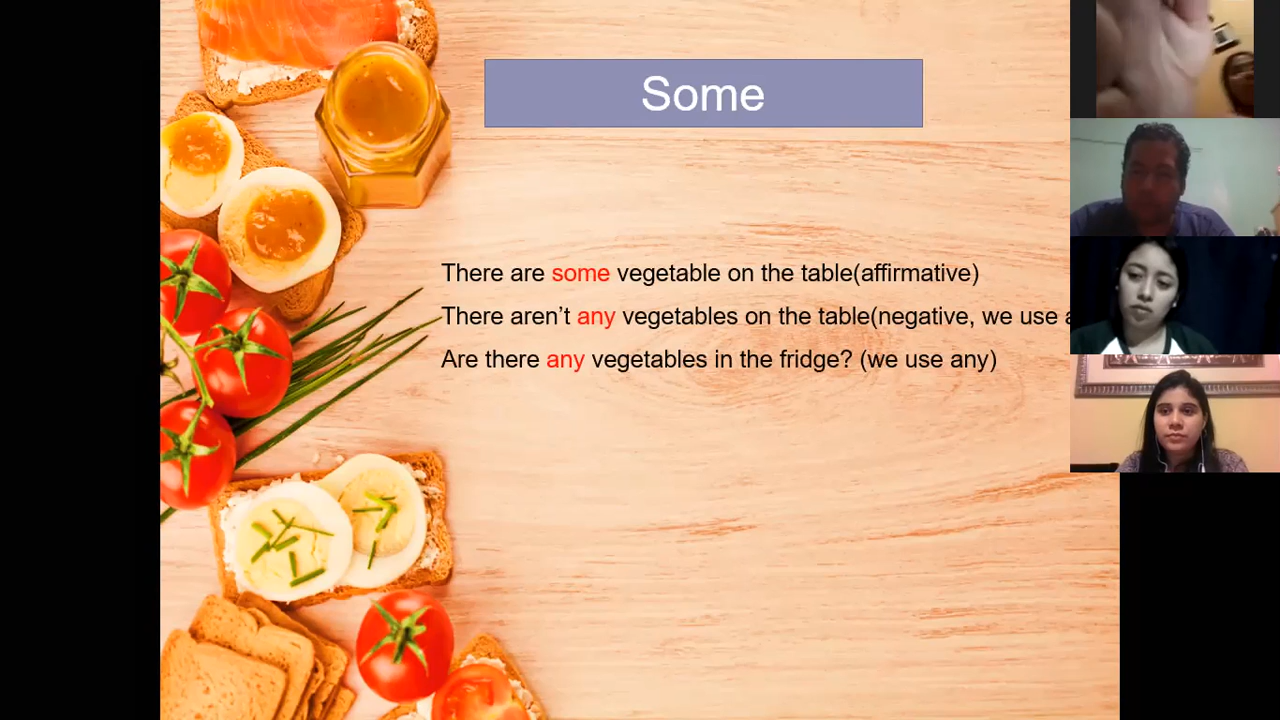 Some
There are some vegetable on the table(affirmative)
There aren't any vegetables on the table(negative, we use
Are there any vegetables in the fridge? (we use any)